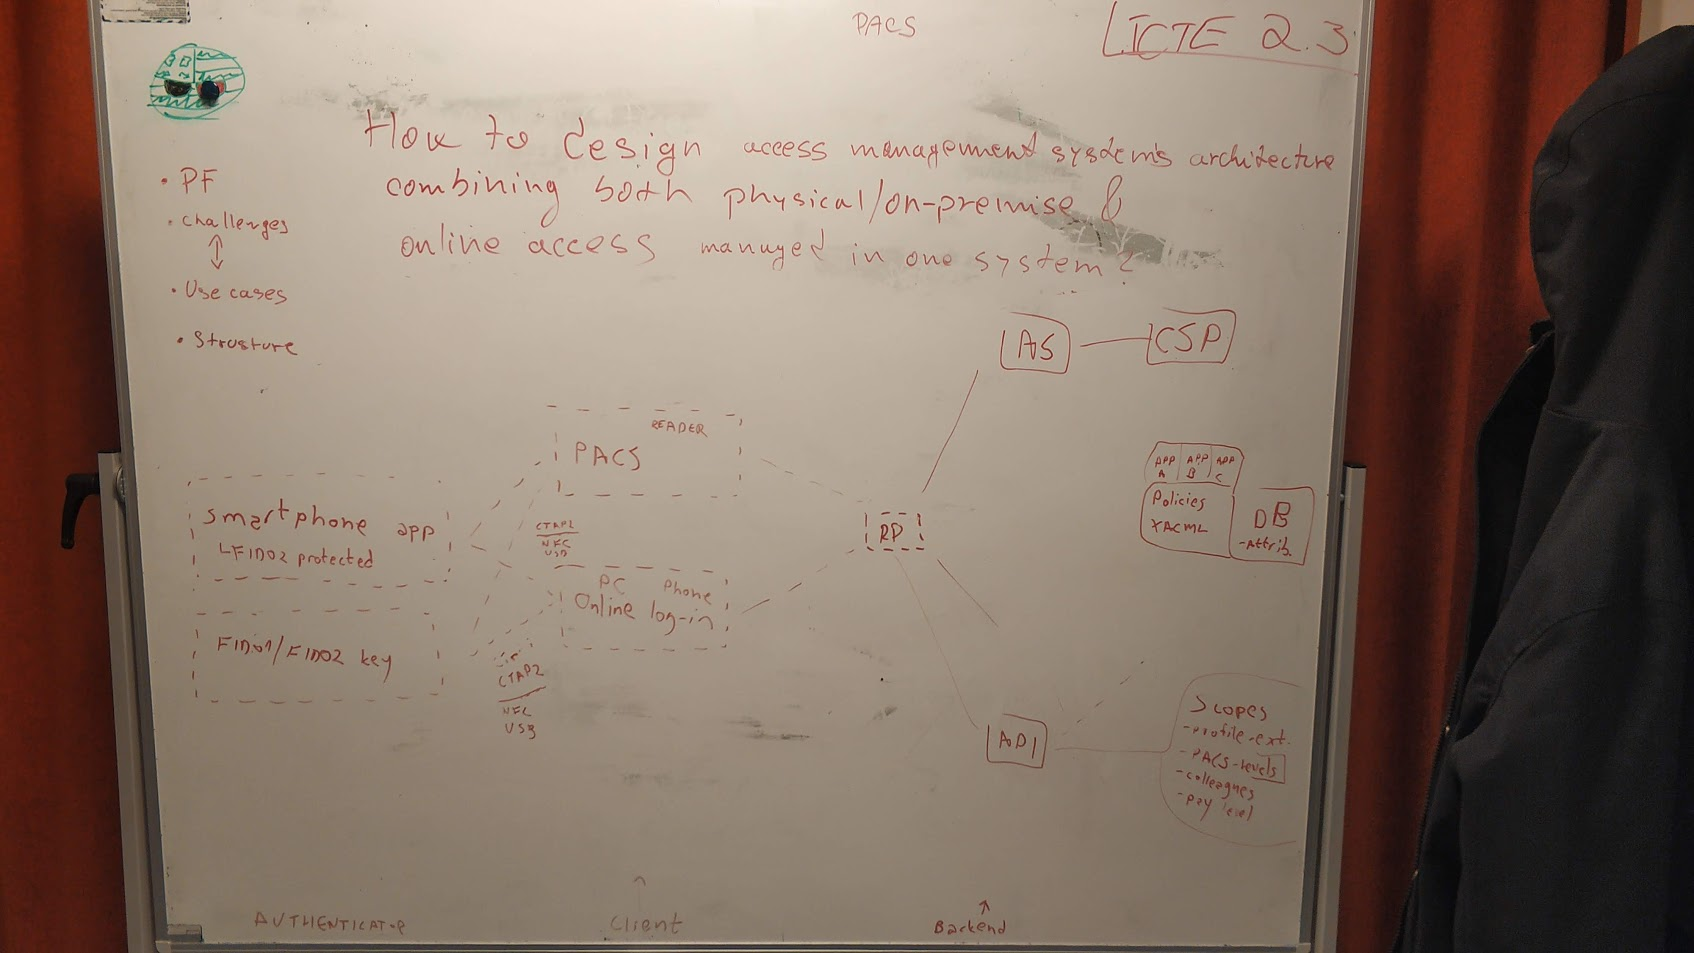 PACS
ICTE 2.3
How to design access management system's architecture
combining both physical/on-premise &
online access managed in one system?
• PF
• challenges
• Use cases
• Strusture
AS
CSP
READER
PACS
APP A
APP B
APP C
Policies
XACML
DB
-Attrib.
Smartphone app
FIDO2 protected
CTAP2
NFC
USB
RP
PC Phone
Online log-in
FIDO1/FIDO2 key
CTAP2
NFC
USB
API
Scopes
-profile-ext.
-PACS-levels
-colleagues
-pay level
AUTHENTICATOR
Client
Backend